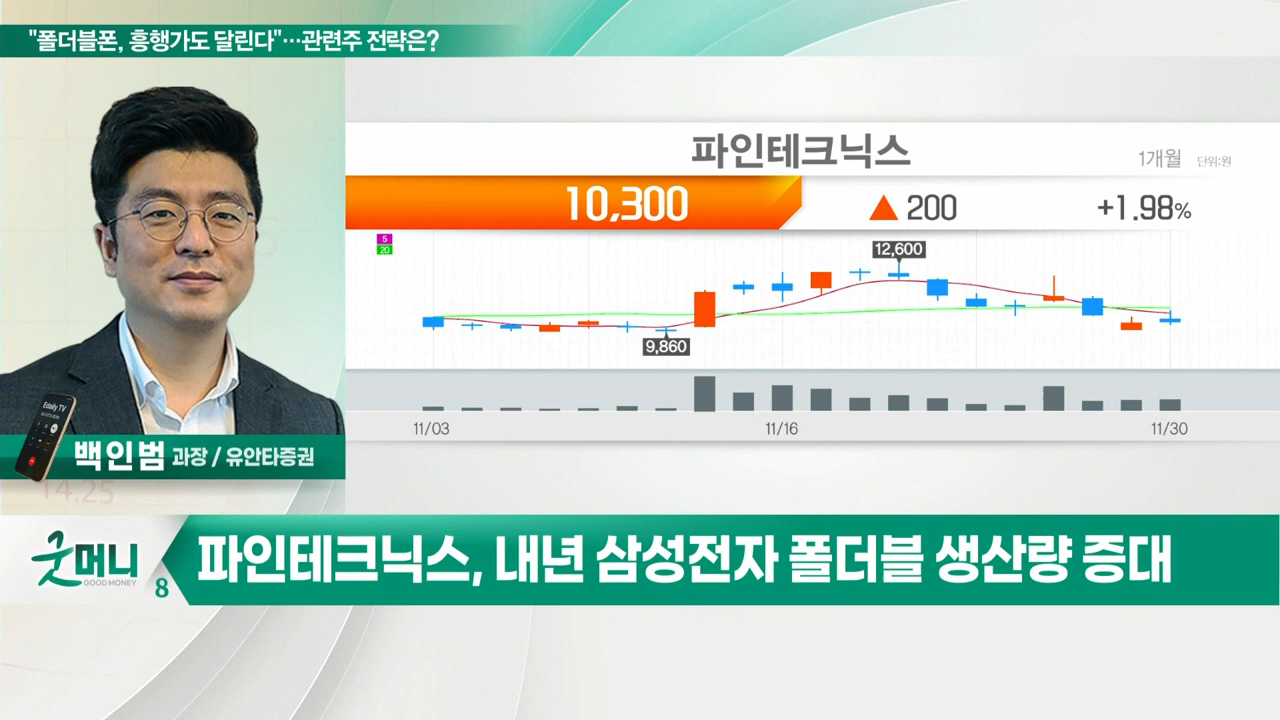 "폴더블폰, 흥행가도 달린다"…관련주 전략은?
파인테크닉스
1개월 단위:원
10,300 ▲ 200 +1.98%
5
20
12,600
9,860
11/03 11/16 11/30
Edaily TV
백인범 과장 / 유안타증권
14.25
굿머니
GOOD MONEY
8
파인테크닉스, 내년 삼성전자 폴더블 생산량 증대